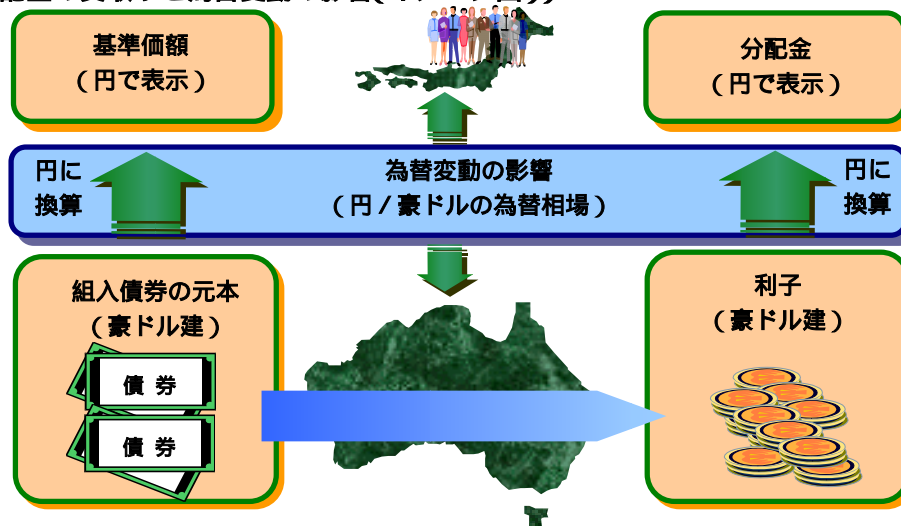 基準価額
(円で表示)
分配金
(円で表示)
円に
換算
為替変動の影響
(円/豪ドルの為替相場)
円に
換算
組入債券の元本
(豪ドル建)
債 券
債 券
利子
(豪ドル建)